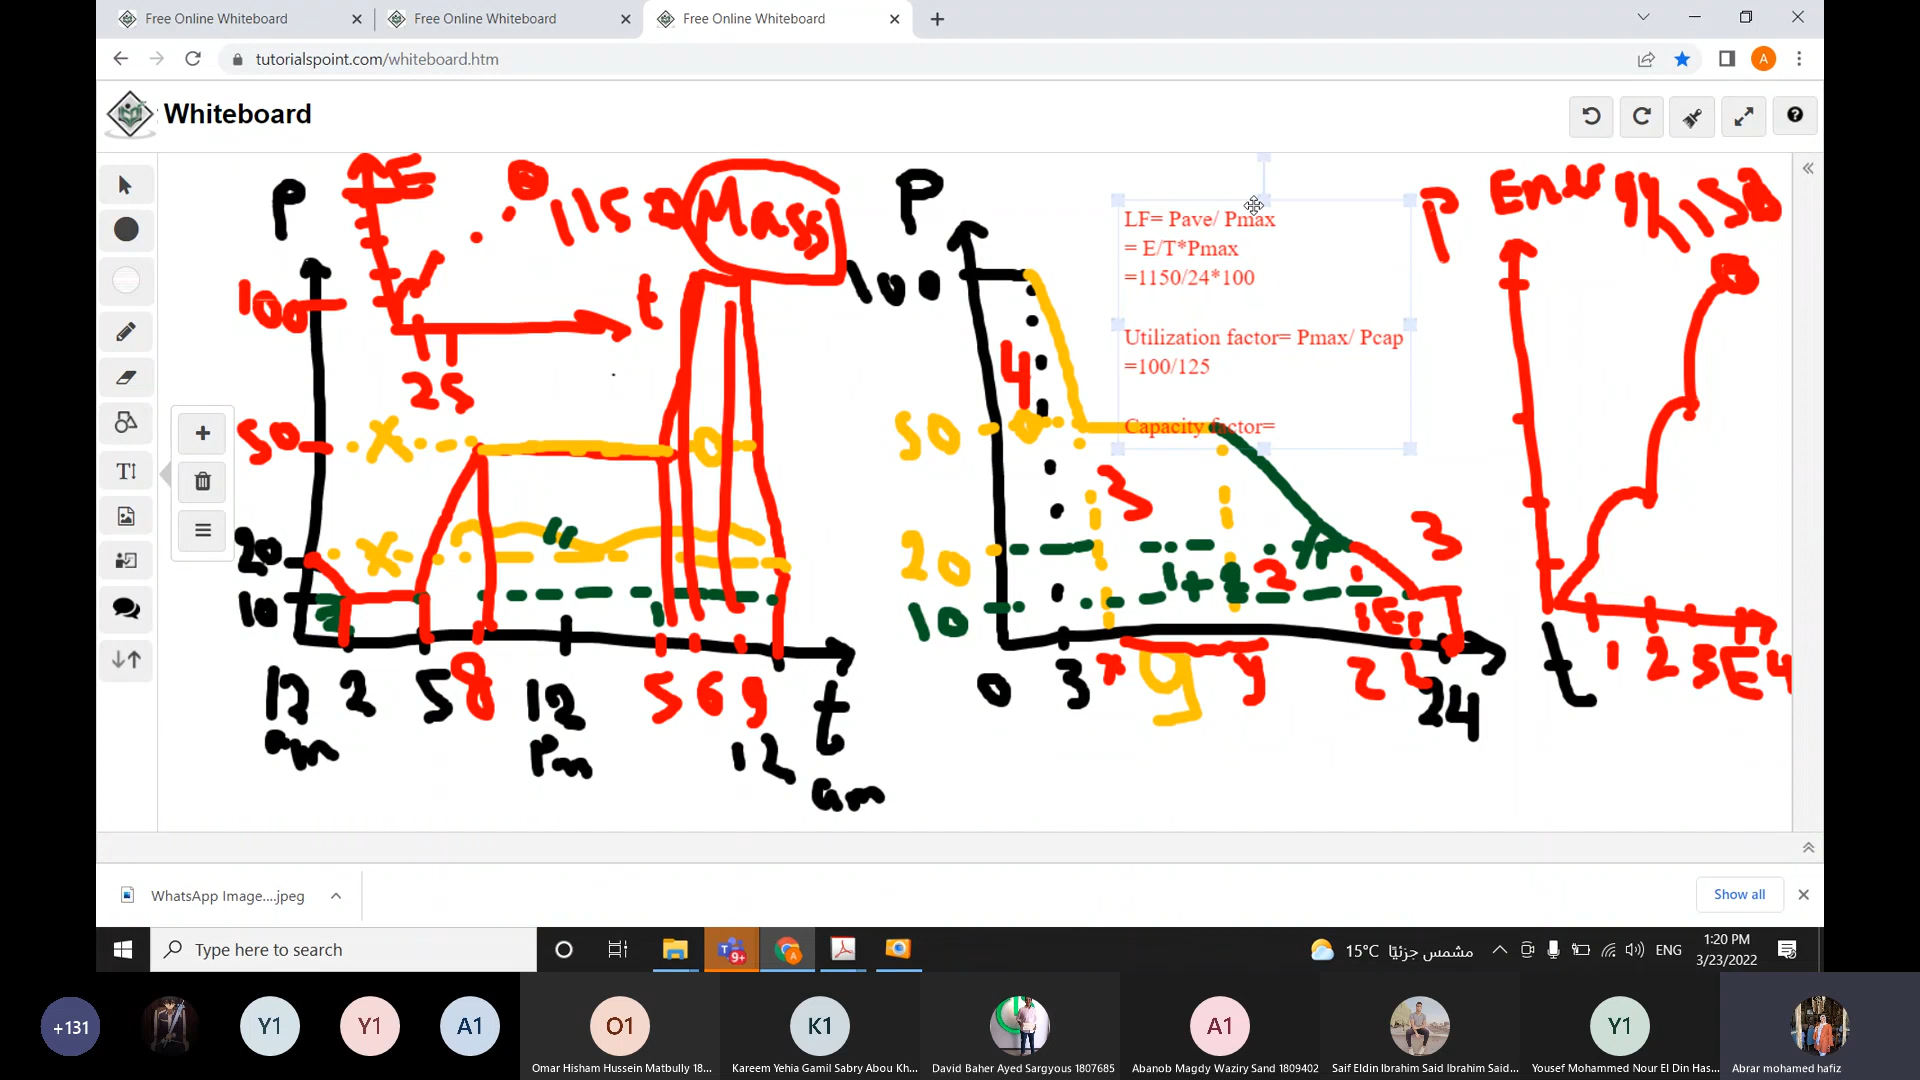 Free Online Whiteboard
Free Online Whiteboard
Free Online Whiteboard
tutorialspoint.com/whiteboard.htm
A
Whiteboard
P
E
1150
Mass
100
t
25
50
20
10
12 2 5 8 12 5 6 9 12
am
Pm
t
am
P
100
4
50
20
10
3
1+9
2
3
0 3 x 9 y 2 24
LF= Pave/ Pmax
= E/T*Pmax
=1150/24*100
Utilization factor= Pmax/ Pcap
=100/125
Capacity factor=
P
t
1 2 3 E4
WhatsApp Image....jpeg
Show all
Type here to search
9+
15°C مشمس جزئيًا
ENG
1:20 PM
3/23/2022
+131
Y1
Y1
A1
O1
K1
A1
Y1
Omar Hisham Hussein Matbully 18...
Kareem Yehia Gamil Sabry Abou Kh...
David Baher Ayed Sargyous 1807685
Abanob Magdy Waziry Sand 1809402
Saif Eldin Ibrahim Said Ibrahim Said...
Yousef Mohammed Nour El Din Has...
Abrar mohamed hafiz